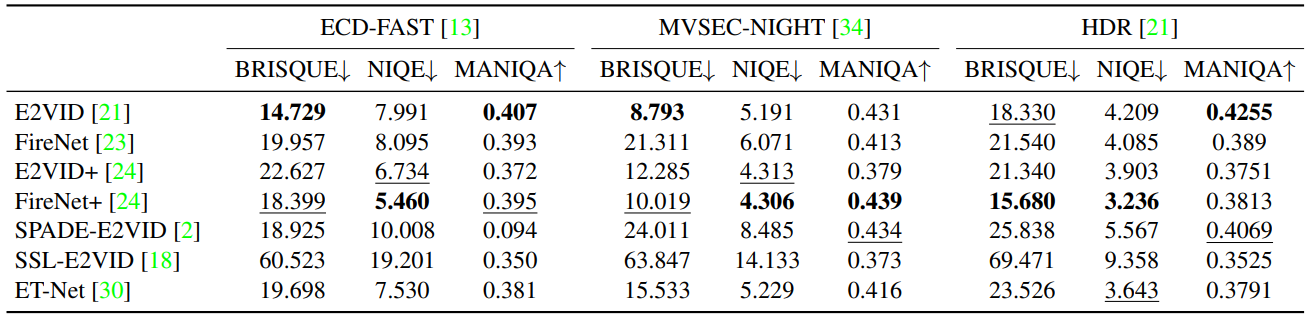 ECD-FAST [13] MVSEC-NIGHT [34] HDR [21]
BRISQUE↓ NIQE↓ MANIQA↑ BRISQUE↓ NIQE↓ MANIQA↑ BRISQUE↓ NIQE↓ MANIQA↑
E2VID [21] 14.729 7.991 0.407 8.793 5.191 0.431 18.330 4.209 0.4255
FireNet [23] 19.957 8.095 0.393 21.311 6.071 0.413 21.540 4.085 0.389
E2VID+ [24] 22.627 6.734 0.372 12.285 4.313 0.379 21.340 3.903 0.3751
FireNet+ [24] 18.399 5.460 0.395 10.019 4.306 0.439 15.680 3.236 0.3813
SPADE-E2VID [2] 18.925 10.008 0.094 24.011 8.485 0.434 25.838 5.567 0.4069
SSL-E2VID [18] 60.523 19.201 0.350 63.847 14.133 0.373 69.471 9.358 0.3525
ET-Net [30] 19.698 7.530 0.381 15.533 5.229 0.416 23.526 3.643 0.3791